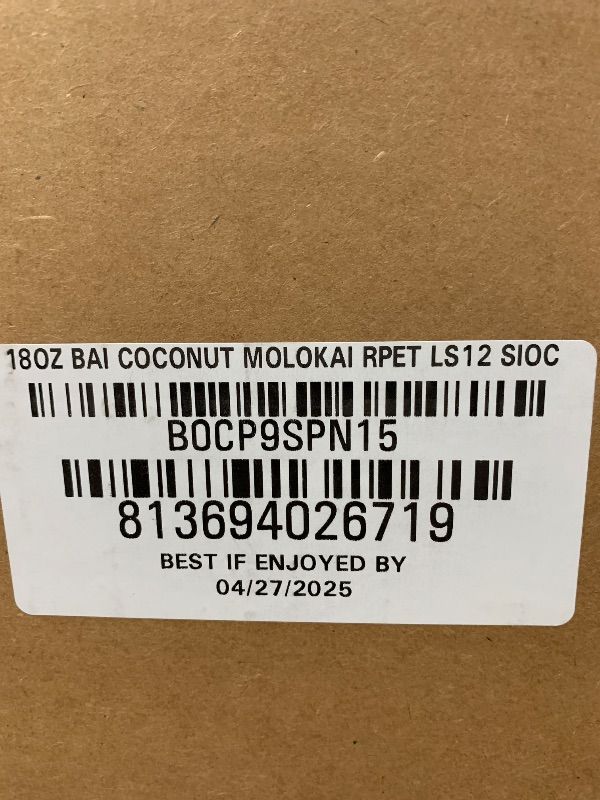 18OZ BAI COCONUT MOLOKAI RPET LS12 SIOC
B0CP9SPN15
813694026719
BEST IF ENJOYED BY
04/27/2025